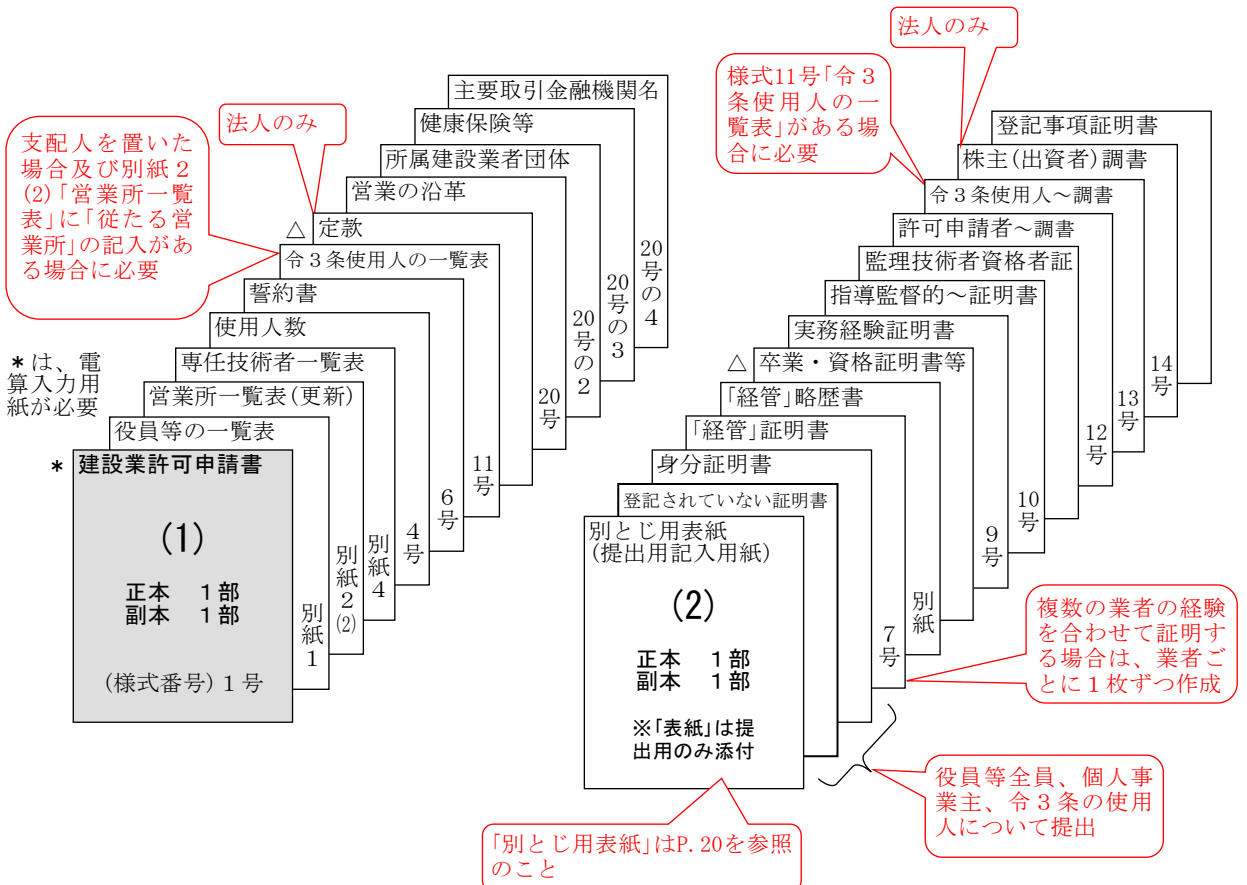 支配人を置いた
場合及び別紙２
(2)｢営業所一覧
表｣に｢従たる営
業所｣の記入があ
る場合に必要
法人のみ
主要取引金融機関名
健康保険等
所属建設業者団体
営業の沿革
△ 定款
令３条使用人の一覧表
誓約書
使用人数
専任技術者一覧表
営業所一覧表(更新)
役員等の一覧表
* 建設業許可申請書
*は、電
算入力用
紙が必要
(1)
正本　１部
副本　１部
(様式番号)１号
別紙１
別紙２(2)
別紙４
４号
６号
11号
20号
20号の２
20号の３
20号の４
法人のみ
様式11号｢令３
条使用人の一
覧表｣がある場
合に必要
登記事項証明書
株主(出資者)調書
令３条使用人～調書
許可申請者～調書
監理技術者資格者証
指導監督的～証明書
実務経験証明書
△ 卒業・資格証明書等
｢経管｣略歴書
｢経管｣証明書
身分証明書
登記されていない証明書
別とじ用表紙
(提出用記入用紙)
(2)
正本　１部
副本　１部
※｢表紙｣は提
出用のみ添付
７号
別紙
９号
10号
12号
13号
14号
複数の業者の経験
を合わせて証明す
る場合は、業者ご
とに１枚ずつ作成
役員等全員、個人事
業主、令３条の使用
人について提出
｢別とじ用表紙｣はP.20を参照
のこと